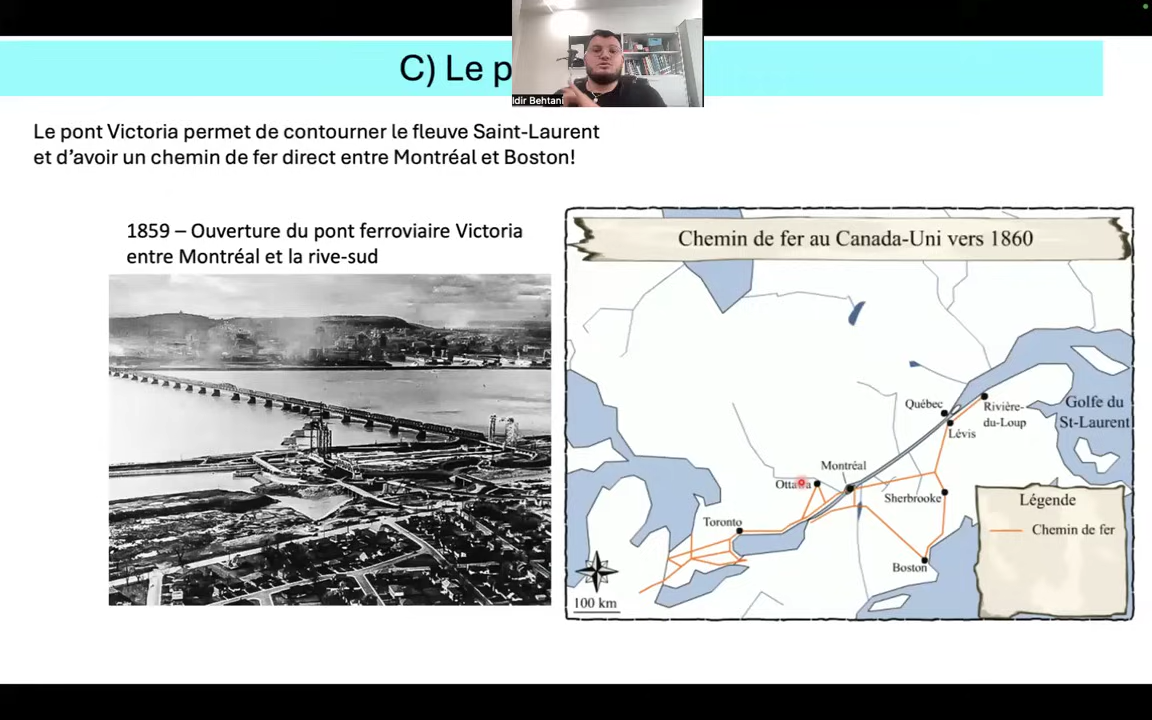 C) Le p
Idir Behtani
Le pont Victoria permet de contourner le fleuve Saint-Laurent
et d’avoir un chemin de fer direct entre Montréal et Boston!
1859 – Ouverture du pont ferroviaire Victoria
entre Montréal et la rive-sud
Chemin de fer au Canada-Uni vers 1860
Québec
Rivière-
du-Loup
Golfe du
St-Laurent
Lévis
Montréal
Ottawa
Sherbrooke
Toronto
Boston
Légende
Chemin de fer
100 km